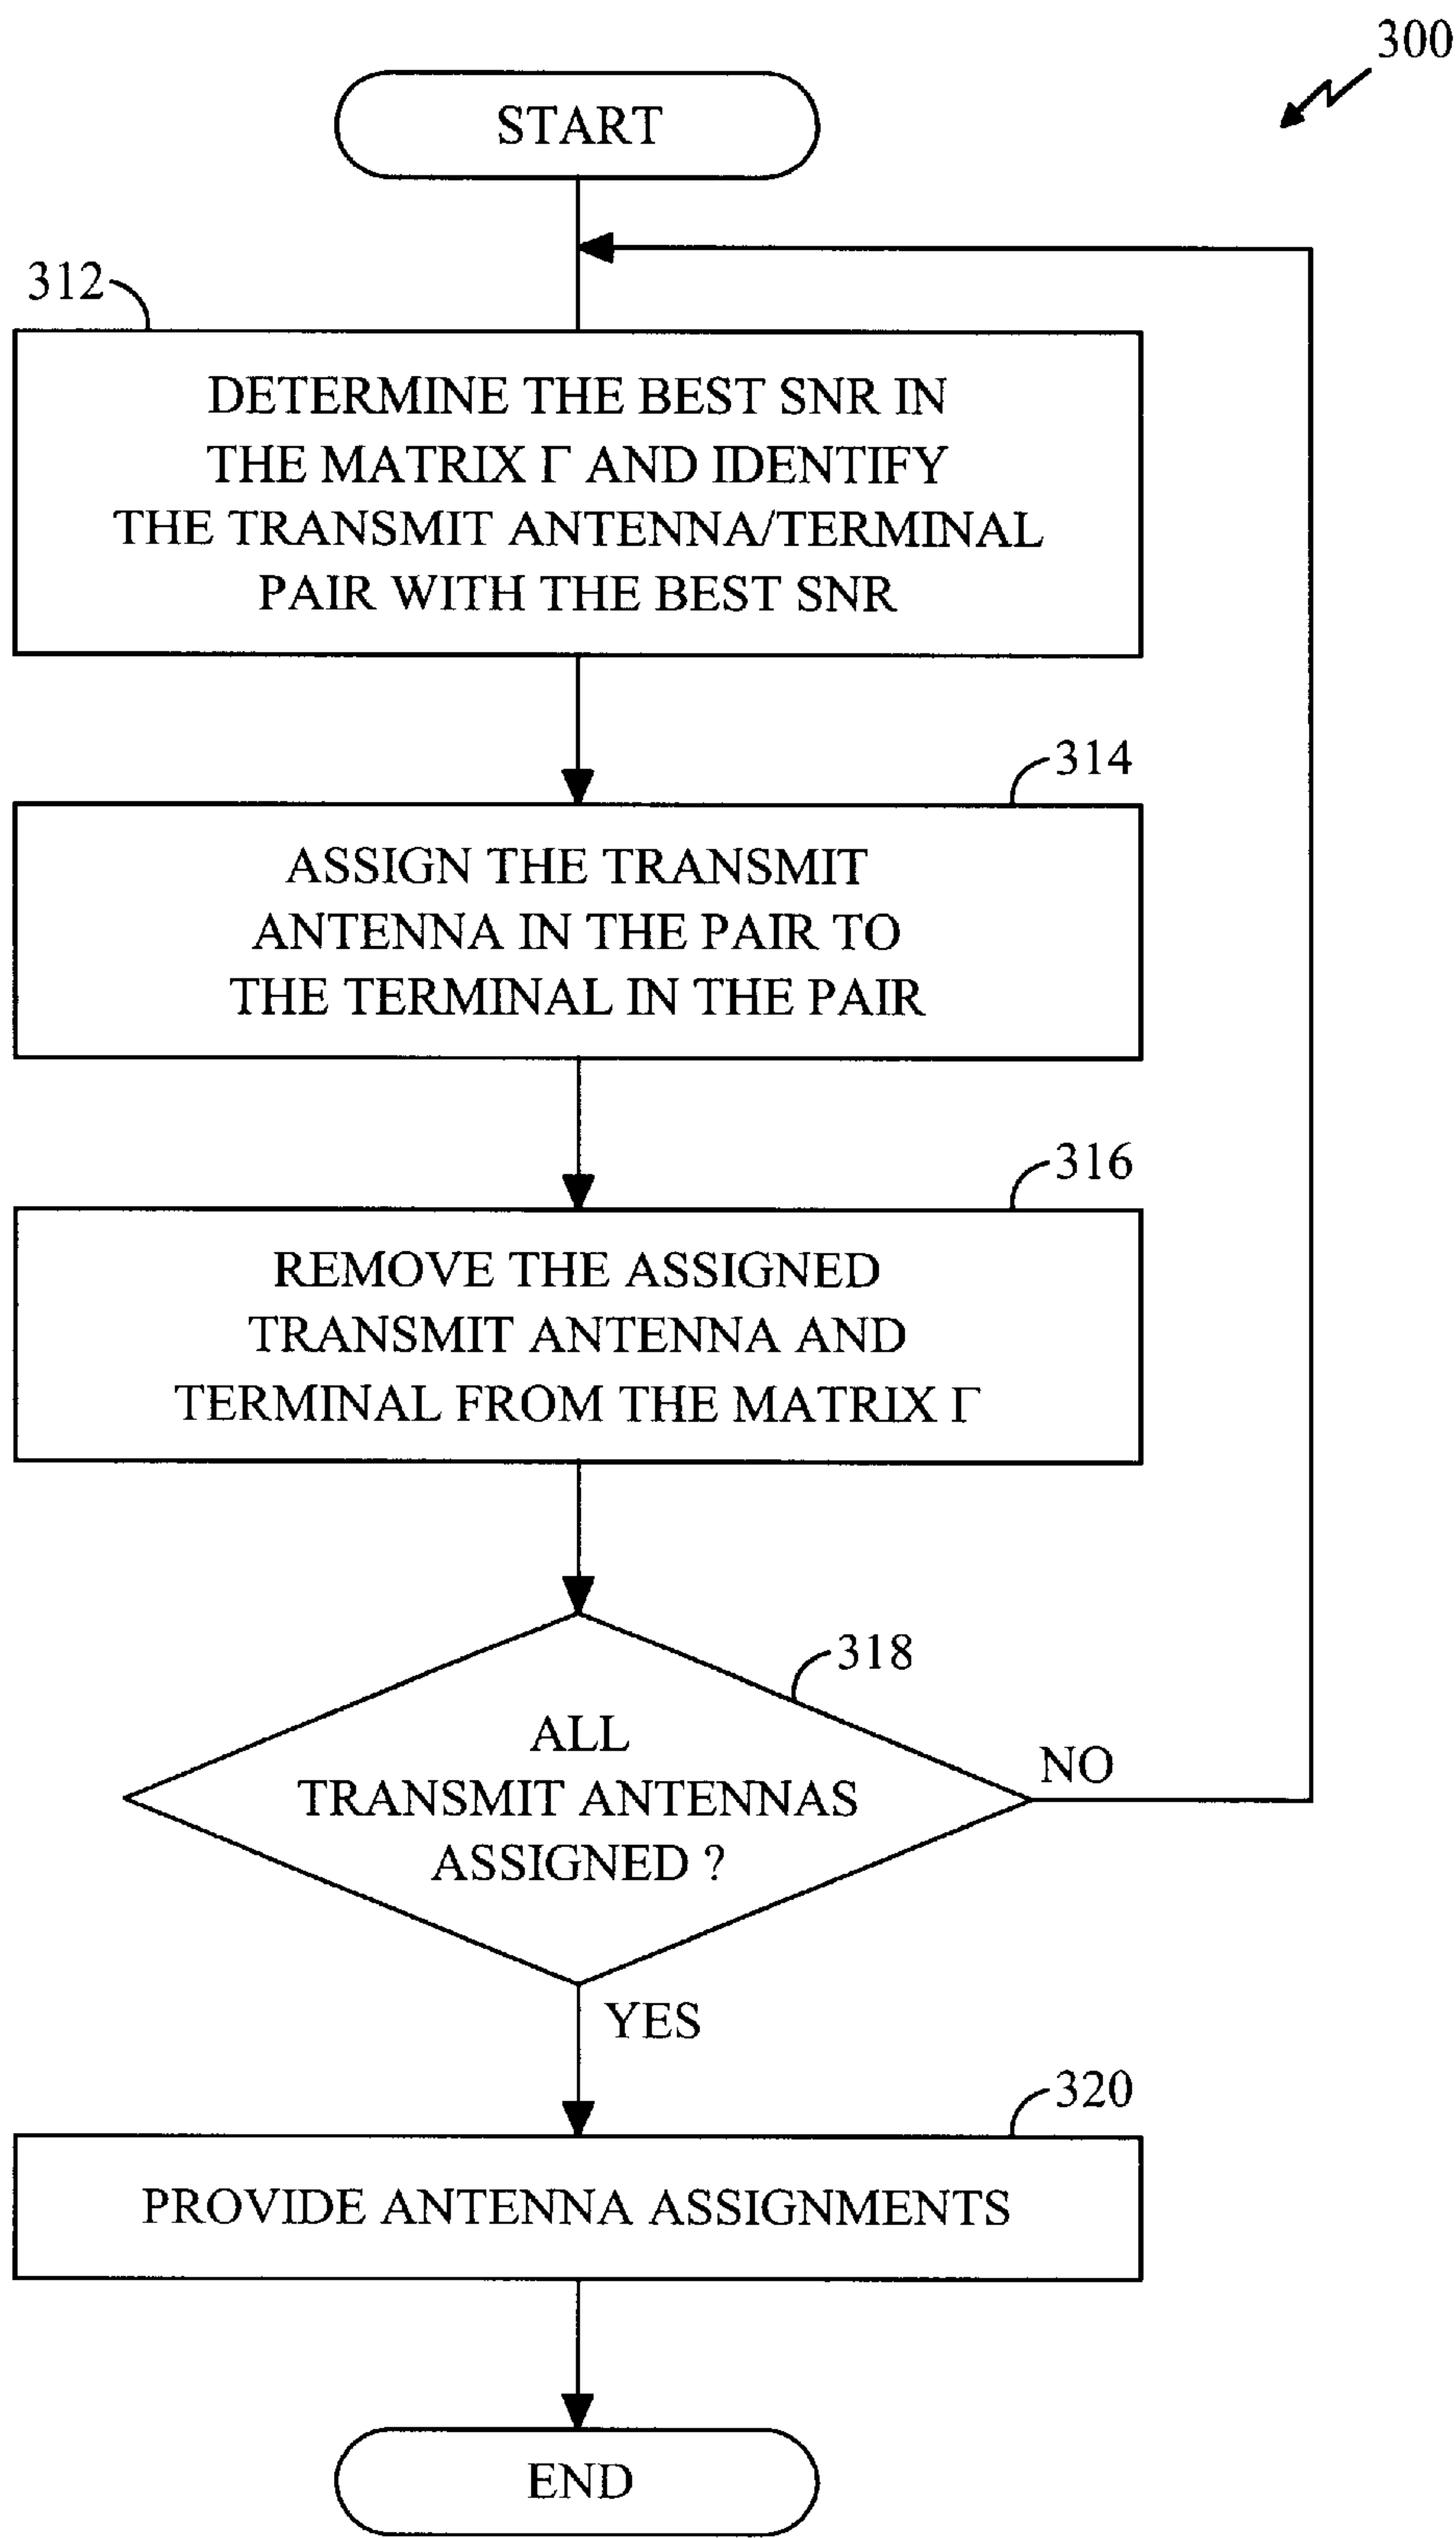 300
START
312
DETERMINE THE BEST SNR IN
THE MATRIX Γ AND IDENTIFY
THE TRANSMIT ANTENNA/TERMINAL
PAIR WITH THE BEST SNR
314
ASSIGN THE TRANSMIT
ANTENNA IN THE PAIR TO
THE TERMINAL IN THE PAIR
316
REMOVE THE ASSIGNED
TRANSMIT ANTENNA AND
TERMINAL FROM THE MATRIX Γ
318
ALL
TRANSMIT ANTENNAS
ASSIGNED ?
NO
YES
320
PROVIDE ANTENNA ASSIGNMENTS
END